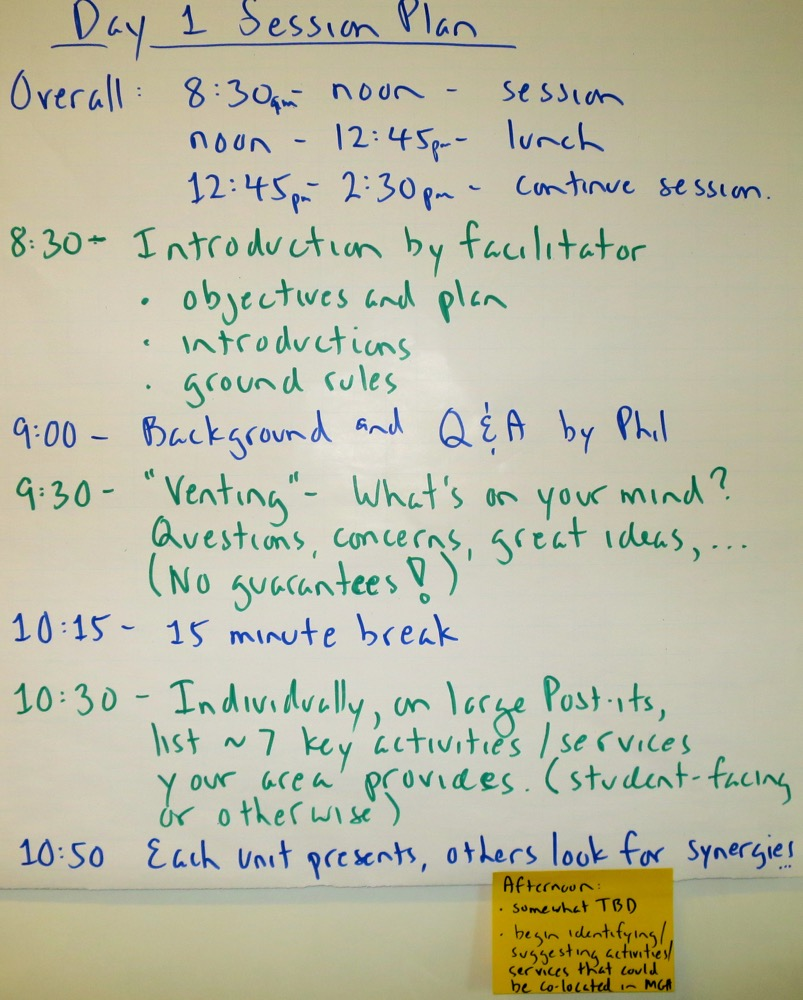 Day 1 Session Plan
Overall: 8:30am - noon - session
noon - 12:45pm - lunch
12:45pm - 2:30pm - continue session.
8:30 - Introduction by facilitator
• objectives and plan
• introductions
• ground rules
9:00 - Background and Q & A by Phil
9:30 - "Venting" - What's on your mind?
Questions, concerns, great ideas, ...
(No guarantees!)
10:15 - 15 minute break
10:30 - Individually, on large Post-its,
list ~ 7 key activities / services
your area provides. (student-facing
or otherwise)
10:50 Each unit presents, others look for synergies
Afternoon:
• somewhat TBD
• begin identifying/
suggesting activities/
services that could
be co-located in MCA